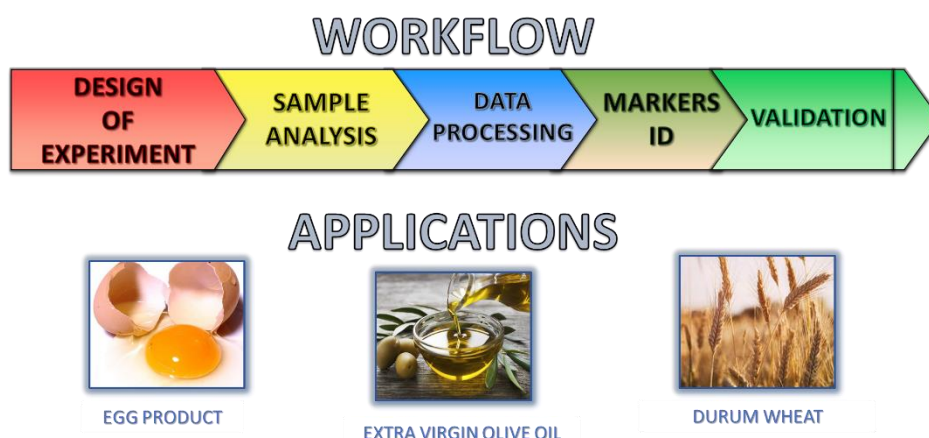 WORKFLOW
DESIGN
OF
EXPERIMENT
SAMPLE
ANALYSIS
DATA
PROCESSING
MARKERS
ID
VALIDATION
APPLICATIONS
EGG PRODUCT
EXTRA VIRGIN OLIVE OIL
DURUM WHEAT